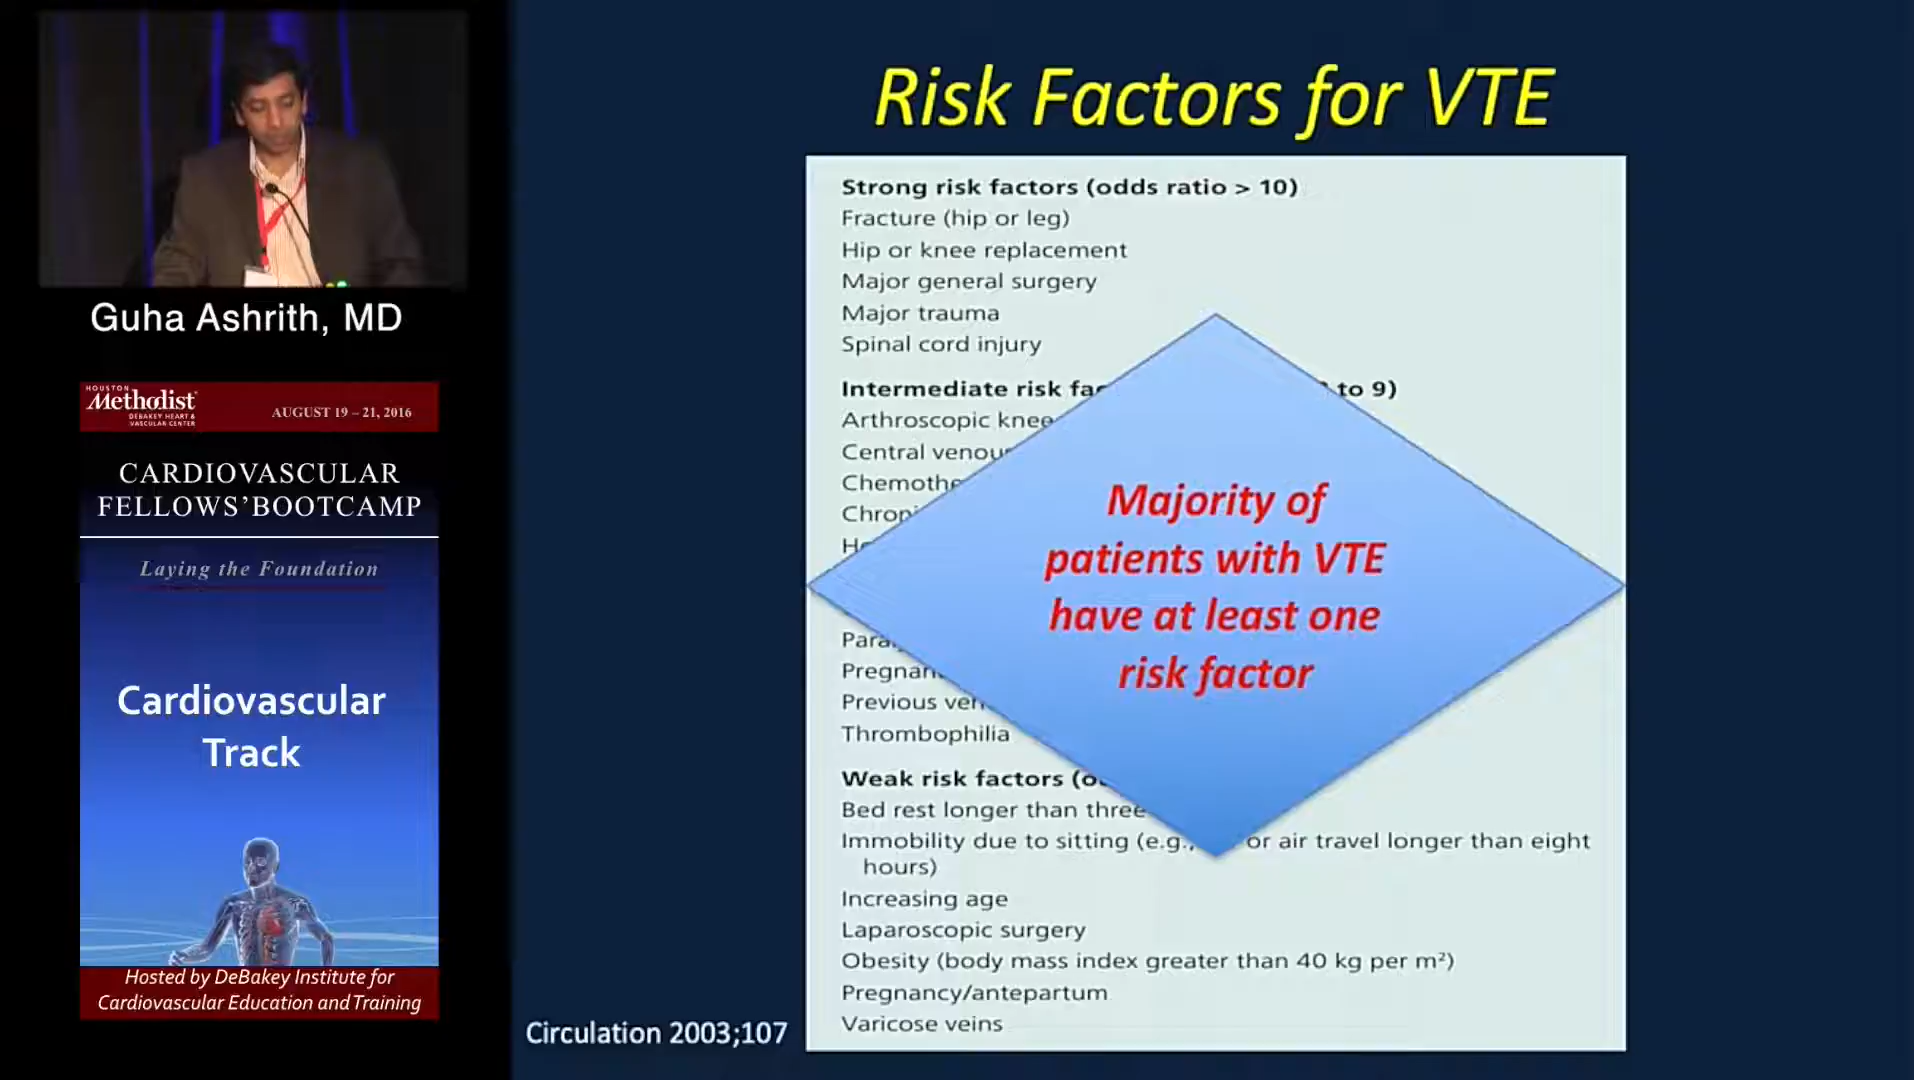 Guha Ashrith, MD
HOUSTON
Methodist
DEBAKEY HEART &
VASCULAR CENTER
AUGUST 19 – 21, 2016
CARDIOVASCULAR
FELLOWS’BOOTCAMP
Laying the Foundation
Cardiovascular
Track
Hosted by DeBakey Institute for
Cardiovascular Education and Training
Risk Factors for VTE
Strong risk factors (odds ratio > 10)
Fracture (hip or leg)
Hip or knee replacement
Major general surgery
Major trauma
Spinal cord injury
Intermediate risk to 9)
Arthroscopic knee
Central
Thrombophilia
Previous
Weak risk factors
Bed rest longer than three
Immobility due to sitting (e.g., or air travel longer than eight
hours)
Increasing age
Laparoscopic surgery
Obesity (body mass index greater than 40 kg per m²)
Pregnancy/antepartum
Varicose veins
Majority of
patients with VTE
have at least one
risk factor
Circulation 2003;107